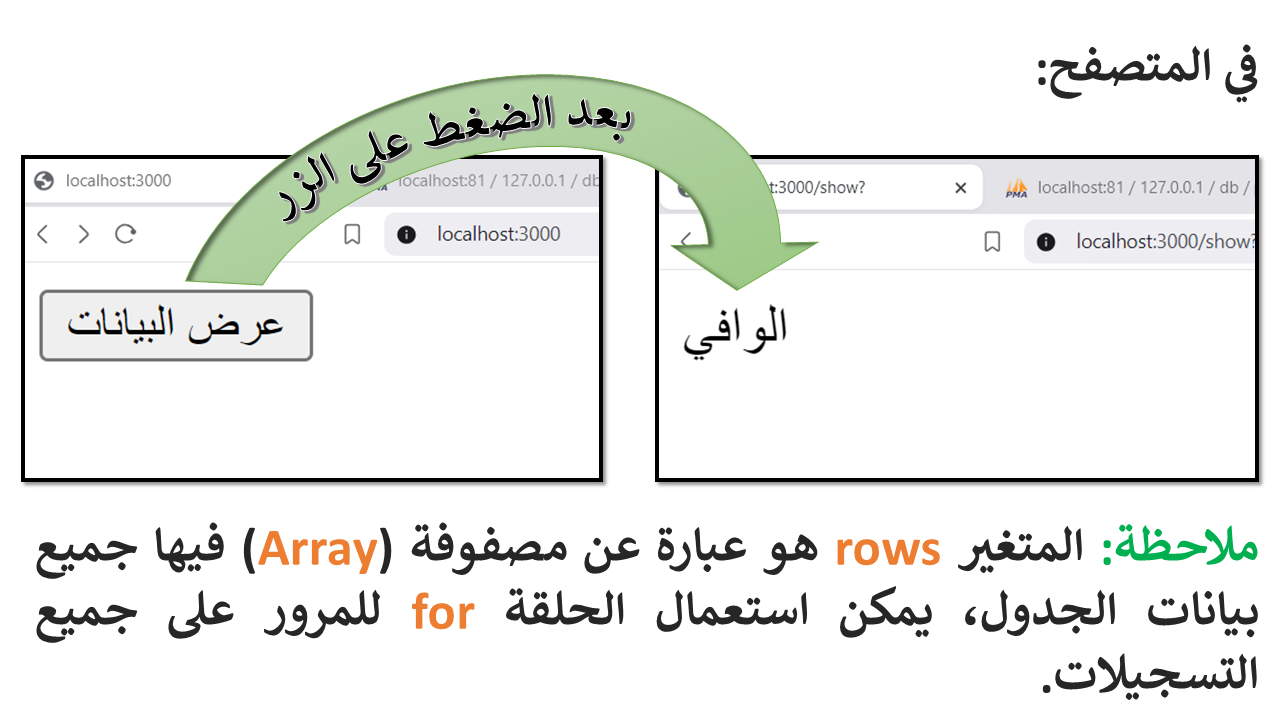 في المتصفح:
بعد الضغط على الزر
localhost:3000
localhost:81 / 127.0.0.1 / db
localhost:3000
عرض البيانات
t:3000/show?
PMA
localhost:81 / 127.0.0.1 / db /
localhost:3000/show?
الوافي
ملاحظة: المتغير rows هو عبارة عن مصفوفة (Array) فيها جميع
بيانات الجدول، يمكن استعمال الحلقة for للمرور على جميع
التسجيلات.